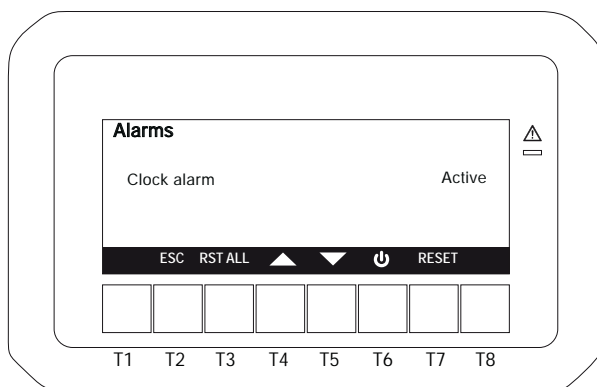 Alarms
Clock alarm Active
ESC RST ALL RESET
T1 T2 T3 T4 T5 T6 T7 T8